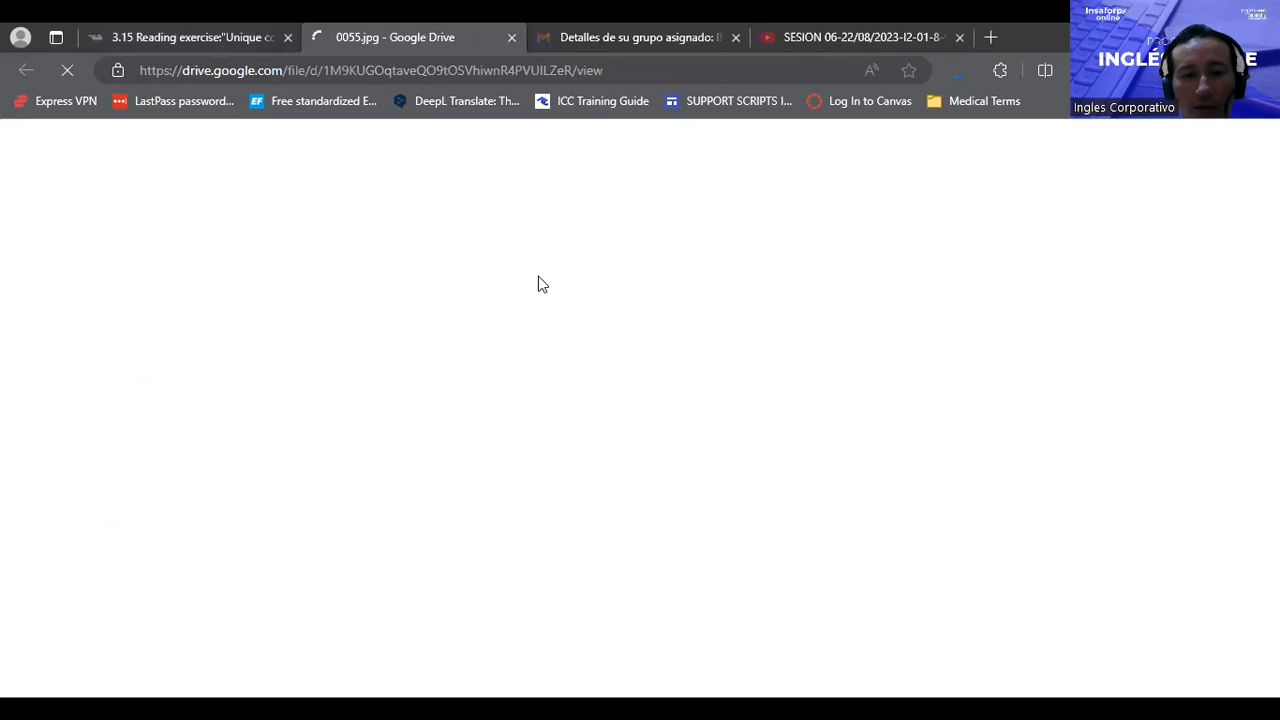 3.15 Reading exercise:"Unique cc
0055.jpg - Google Drive
Detalles de su grupo asignado: I
SESION 06-22/08/2023-I2-01-8-
https://drive.google.com/file/d/1M9KUGOqtaveQO9tOSVhiwnR4PVUILZeR/view
Express VPN
LastPass password...
EF
Free standardized E...
DeepL Translate: Th...
ICC Training Guide
SUPPORT SCRIPTS I...
Log In to Canvas
Medical Terms
Insaforp
online
INGLÉ
E
Ingles Corporativo